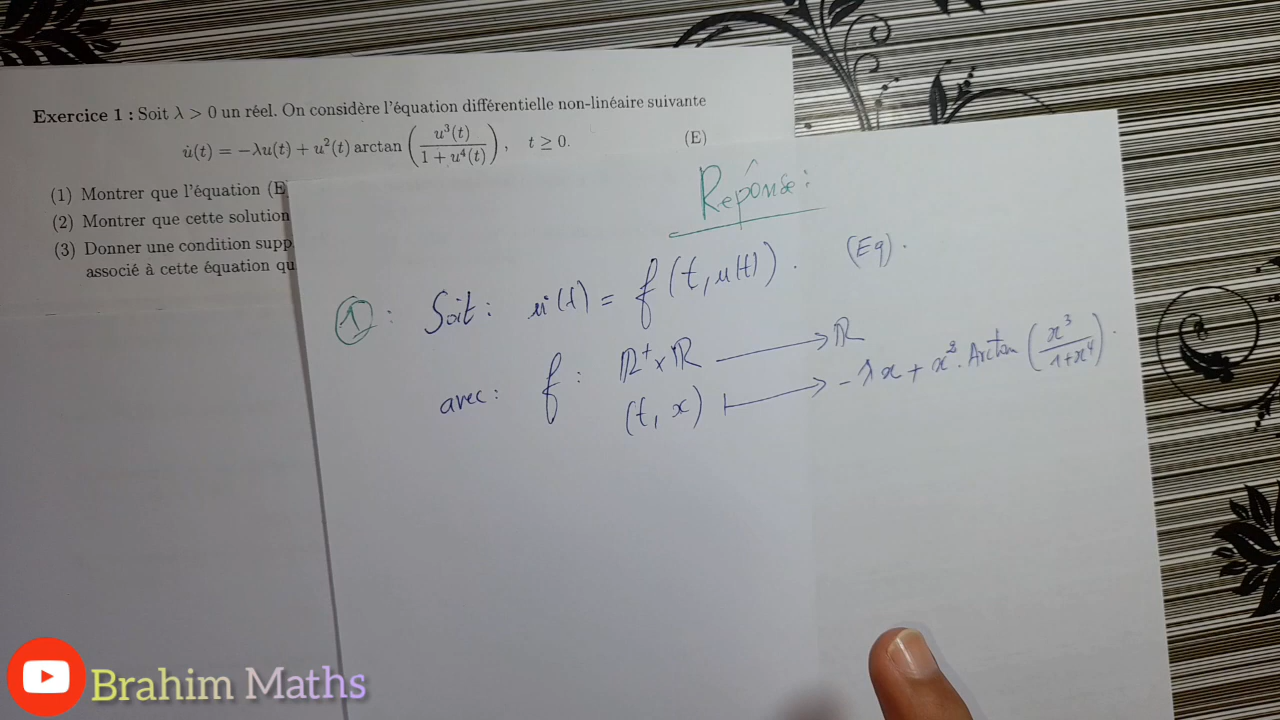 Exercice 1 : Soit λ > 0 un réel. On considère l'équation différentielle non-linéaire suivante
u̇(t) = −λu(t) + u²(t) arctan (u³(t) / (1 + u⁴(t))), t ≥ 0. (E)
(1) Montrer que l'équation (E
(2) Montrer que cette solution
(3) Donner une condition supp
associé à cette équation qu
Reponse :
1 : Soit : u̇(t) = f(t, u(t)). (Eq).
avec : f : ℝ⁺ × ℝ ⟶ ℝ
(t, x) ⟼ −λx + x². Arctan (x³ / (1+x⁴)).
Brahim Maths